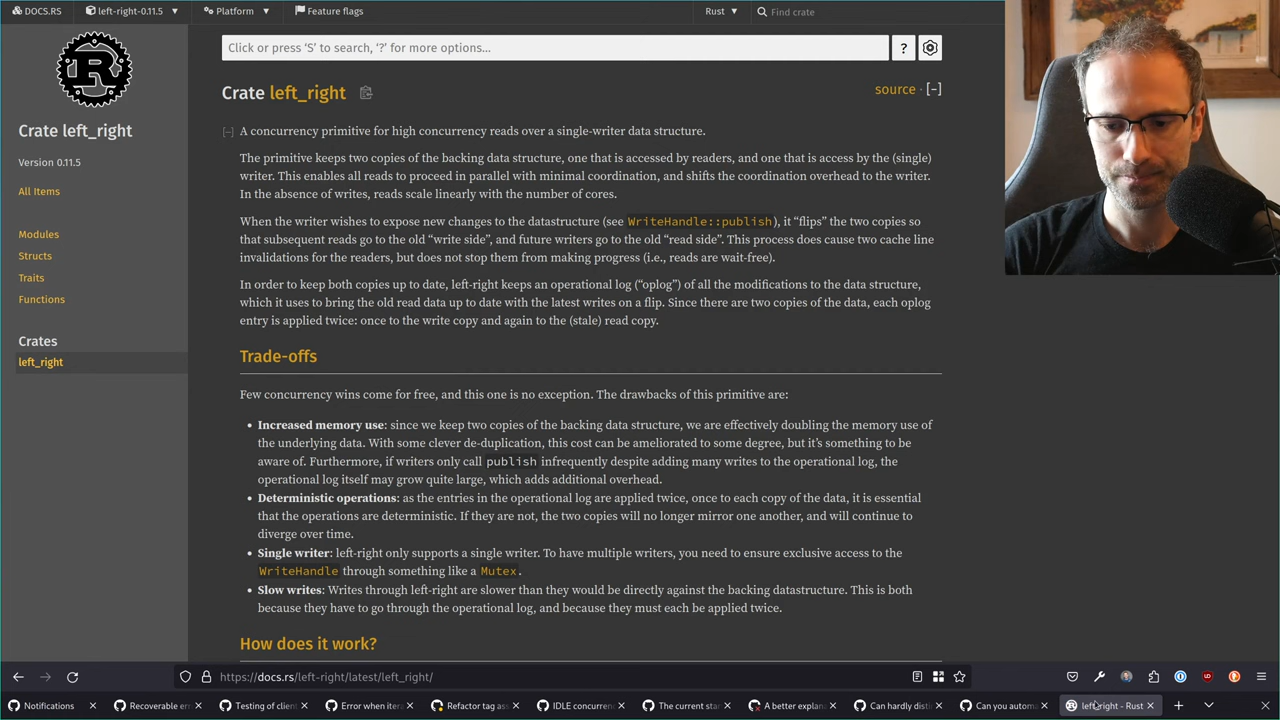 DOCS.RS
left-right-0.11.5
Platform
Feature flags
Rust
Find crate
Click or press ‘S’ to search, ‘?’ for more options…
?
Crate left_right
source · [-]
Crate left_right
Version 0.11.5
All Items
Modules
Structs
Traits
Functions
Crates
left_right
[-] A concurrency primitive for high concurrency reads over a single-writer data structure.
The primitive keeps two copies of the backing data structure, one that is accessed by readers, and one that is access by the (single)
writer. This enables all reads to proceed in parallel with minimal coordination, and shifts the coordination overhead to the writer.
In the absence of writes, reads scale linearly with the number of cores.
When the writer wishes to expose new changes to the datastructure (see WriteHandle::publish), it “flips” the two copies so
that subsequent reads go to the old “write side”, and future writers go to the old “read side”. This process does cause two cache line
invalidations for the readers, but does not stop them from making progress (i.e., reads are wait-free).
In order to keep both copies up to date, left-right keeps an operational log (“oplog”) of all the modifications to the data structure,
which it uses to bring the old read data up to date with the latest writes on a flip. Since there are two copies of the data, each oplog
entry is applied twice: once to the write copy and again to the (stale) read copy.
Trade-offs
Few concurrency wins come for free, and this one is no exception. The drawbacks of this primitive are:
• Increased memory use: since we keep two copies of the backing data structure, we are effectively doubling the memory use of
the underlying data. With some clever de-duplication, this cost can be ameliorated to some degree, but it’s something to be
aware of. Furthermore, if writers only call publish infrequently despite adding many writes to the operational log, the
operational log itself may grow quite large, which adds additional overhead.
• Deterministic operations: as the entries in the operational log are applied twice, once to each copy of the data, it is essential
that the operations are deterministic. If they are not, the two copies will no longer mirror one another, and will continue to
diverge over time.
• Single writer: left-right only supports a single writer. To have multiple writers, you need to ensure exclusive access to the
WriteHandle through something like a Mutex.
• Slow writes: Writes through left-right are slower than they would be directly against the backing datastructure. This is both
because they have to go through the operational log, and because they must each be applied twice.
How does it work?
https://docs.rs/left-right/latest/left_right/
Notifications
Recoverable er
Testing of clien
Error when itera
Refactor tag as
IDLE concurren
The current sta
A better explan
Can hardly disti
Can you autom
left_right - Rust